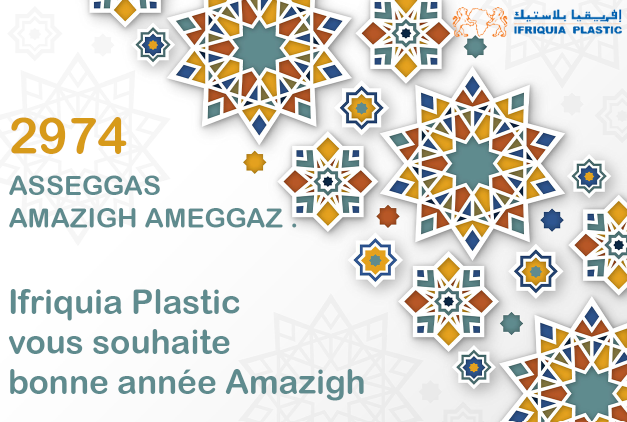 إفريقيا بلاستيك
IFRIQUIA PLASTIC
2974
ASSEGGAS
AMAZIGH AMEGGAZ .
Ifriquia Plastic
vous souhaite
bonne année Amazigh